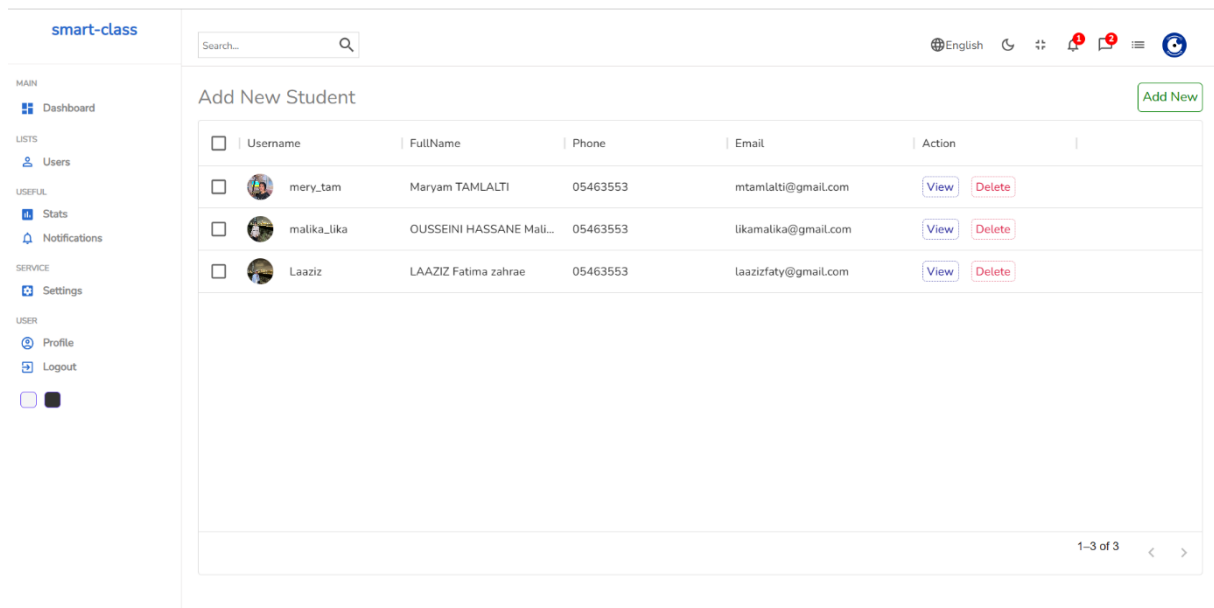 smart-class
Search...
English
1
2
MAIN
Dashboard
LISTS
Users
USEFUL
Stats
Notifications
SERVICE
Settings
USER
Profile
Logout
Add New Student
Add New
Username FullName Phone Email Action
mery_tam Maryam TAMLALTI 05463553 mtamlalti@gmail.com View Delete
malika_lika OUSSEINI HASSANE Mali... 05463553 likamalika@gmail.com View Delete
Laaziz LAAZIZ Fatima zahrae 05463553 laazizfaty@gmail.com View Delete
1–3 of 3